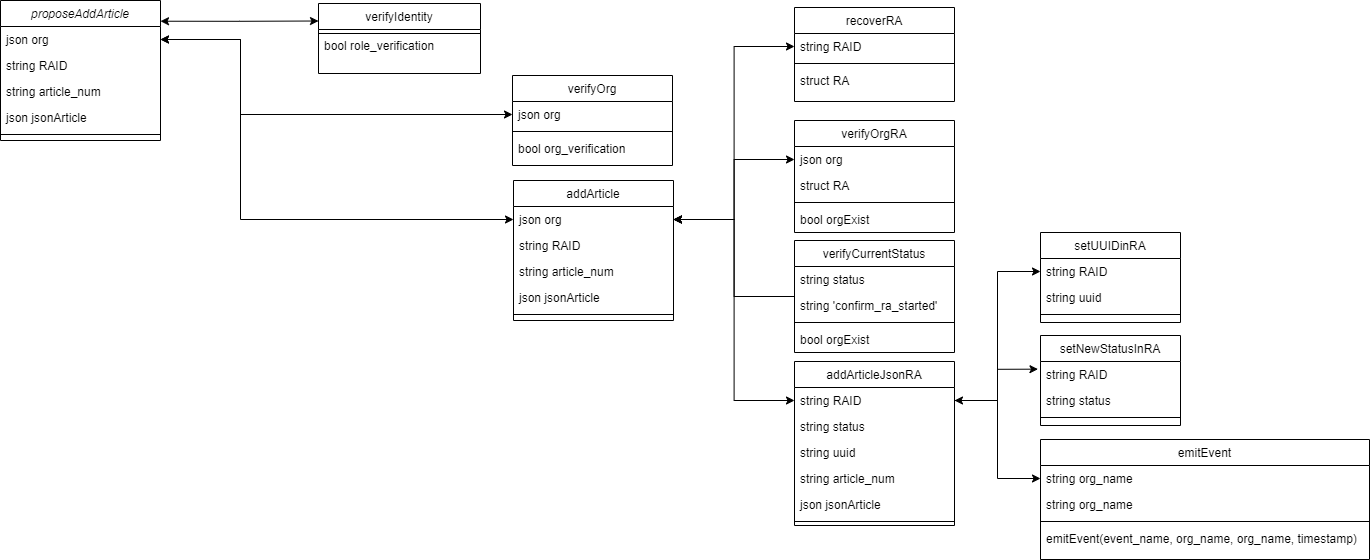 proposeAddArticle
json org
string RAID
string article_num
json jsonArticle
verifyIdentity
bool role_verification
verifyOrg
json org
bool org_verification
addArticle
json org
string RAID
string article_num
json jsonArticle
recoverRA
string RAID
struct RA
verifyOrgRA
json org
struct RA
bool orgExist
verifyCurrentStatus
string status
string 'confirm_ra_started'
bool orgExist
addArticleJsonRA
string RAID
string status
string uuid
string article_num
json jsonArticle
setUUIDinRA
string RAID
string uuid
setNewStatusInRA
string RAID
string status
emitEvent
string org_name
string org_name
emitEvent(event_name, org_name, org_name, timestamp)